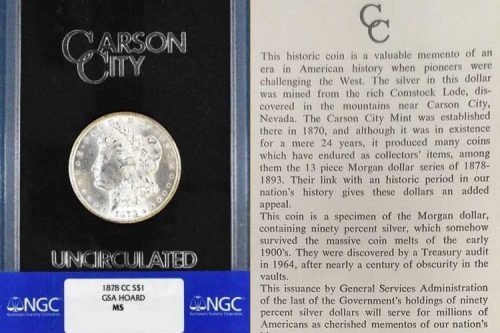 CARSON
CITY
1878
UNCIRCULATED
NGC
1878 CC S$1
GSA HOARD
MS
NGC
CC
This historic coin is a valuable memento of an
era in American history when pioneers were
challenging the West. The silver in this dollar
was mined from the rich Comstock Lode, dis-
covered in the mountains near Carson City,
Nevada. The Carson City Mint was established
there in 1870, and although it was in existence
for a mere 24 years, it produced many coins
which have endured as collectors' items, among
them the 13 piece Morgan dollar series of 1878-
1893. Their link with an historic period in our
nation's history gives these dollars an added
appeal.
This coin is a specimen of the Morgan dollar,
containing ninety percent silver, which somehow
survived the massive coin melts of the early
1900's. They were discovered by a Treasury audit
in 1964, after nearly a century of obscurity in the
vaults.
This issuance by General Services Administration
of the last of the Government's holdings of ninety
percent silver dollars will serve for millions of
Americans as cherished mementos of our nation's